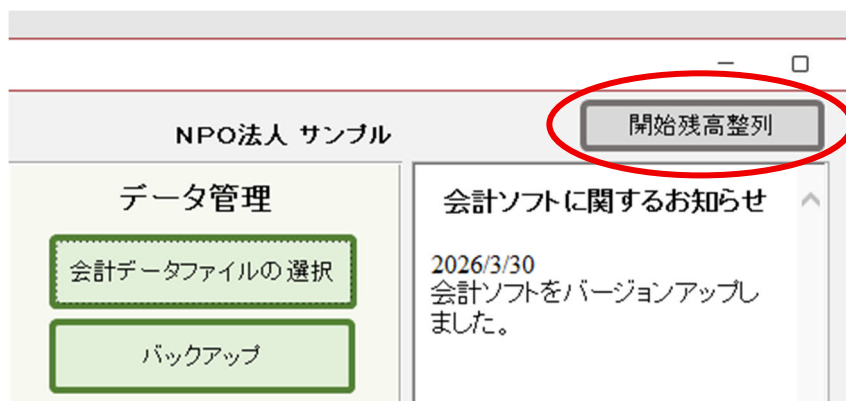 NPO法人 サンプル
開始残高整列
データ管理
会計ソフトに関するお知らせ
会計データファイルの選択
2026/3/30
会計ソフトをバージョンアップし
ました。
バックアップ